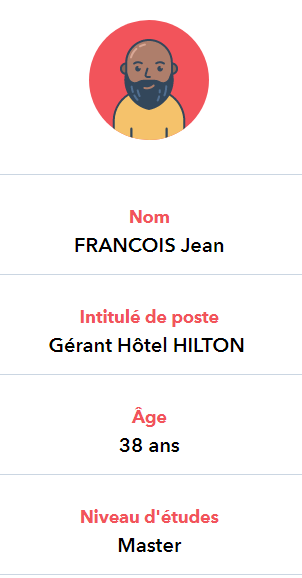 Nom
FRANCOIS Jean
Intitulé de poste
Gérant Hôtel HILTON
Âge
38 ans
Niveau d'études
Master